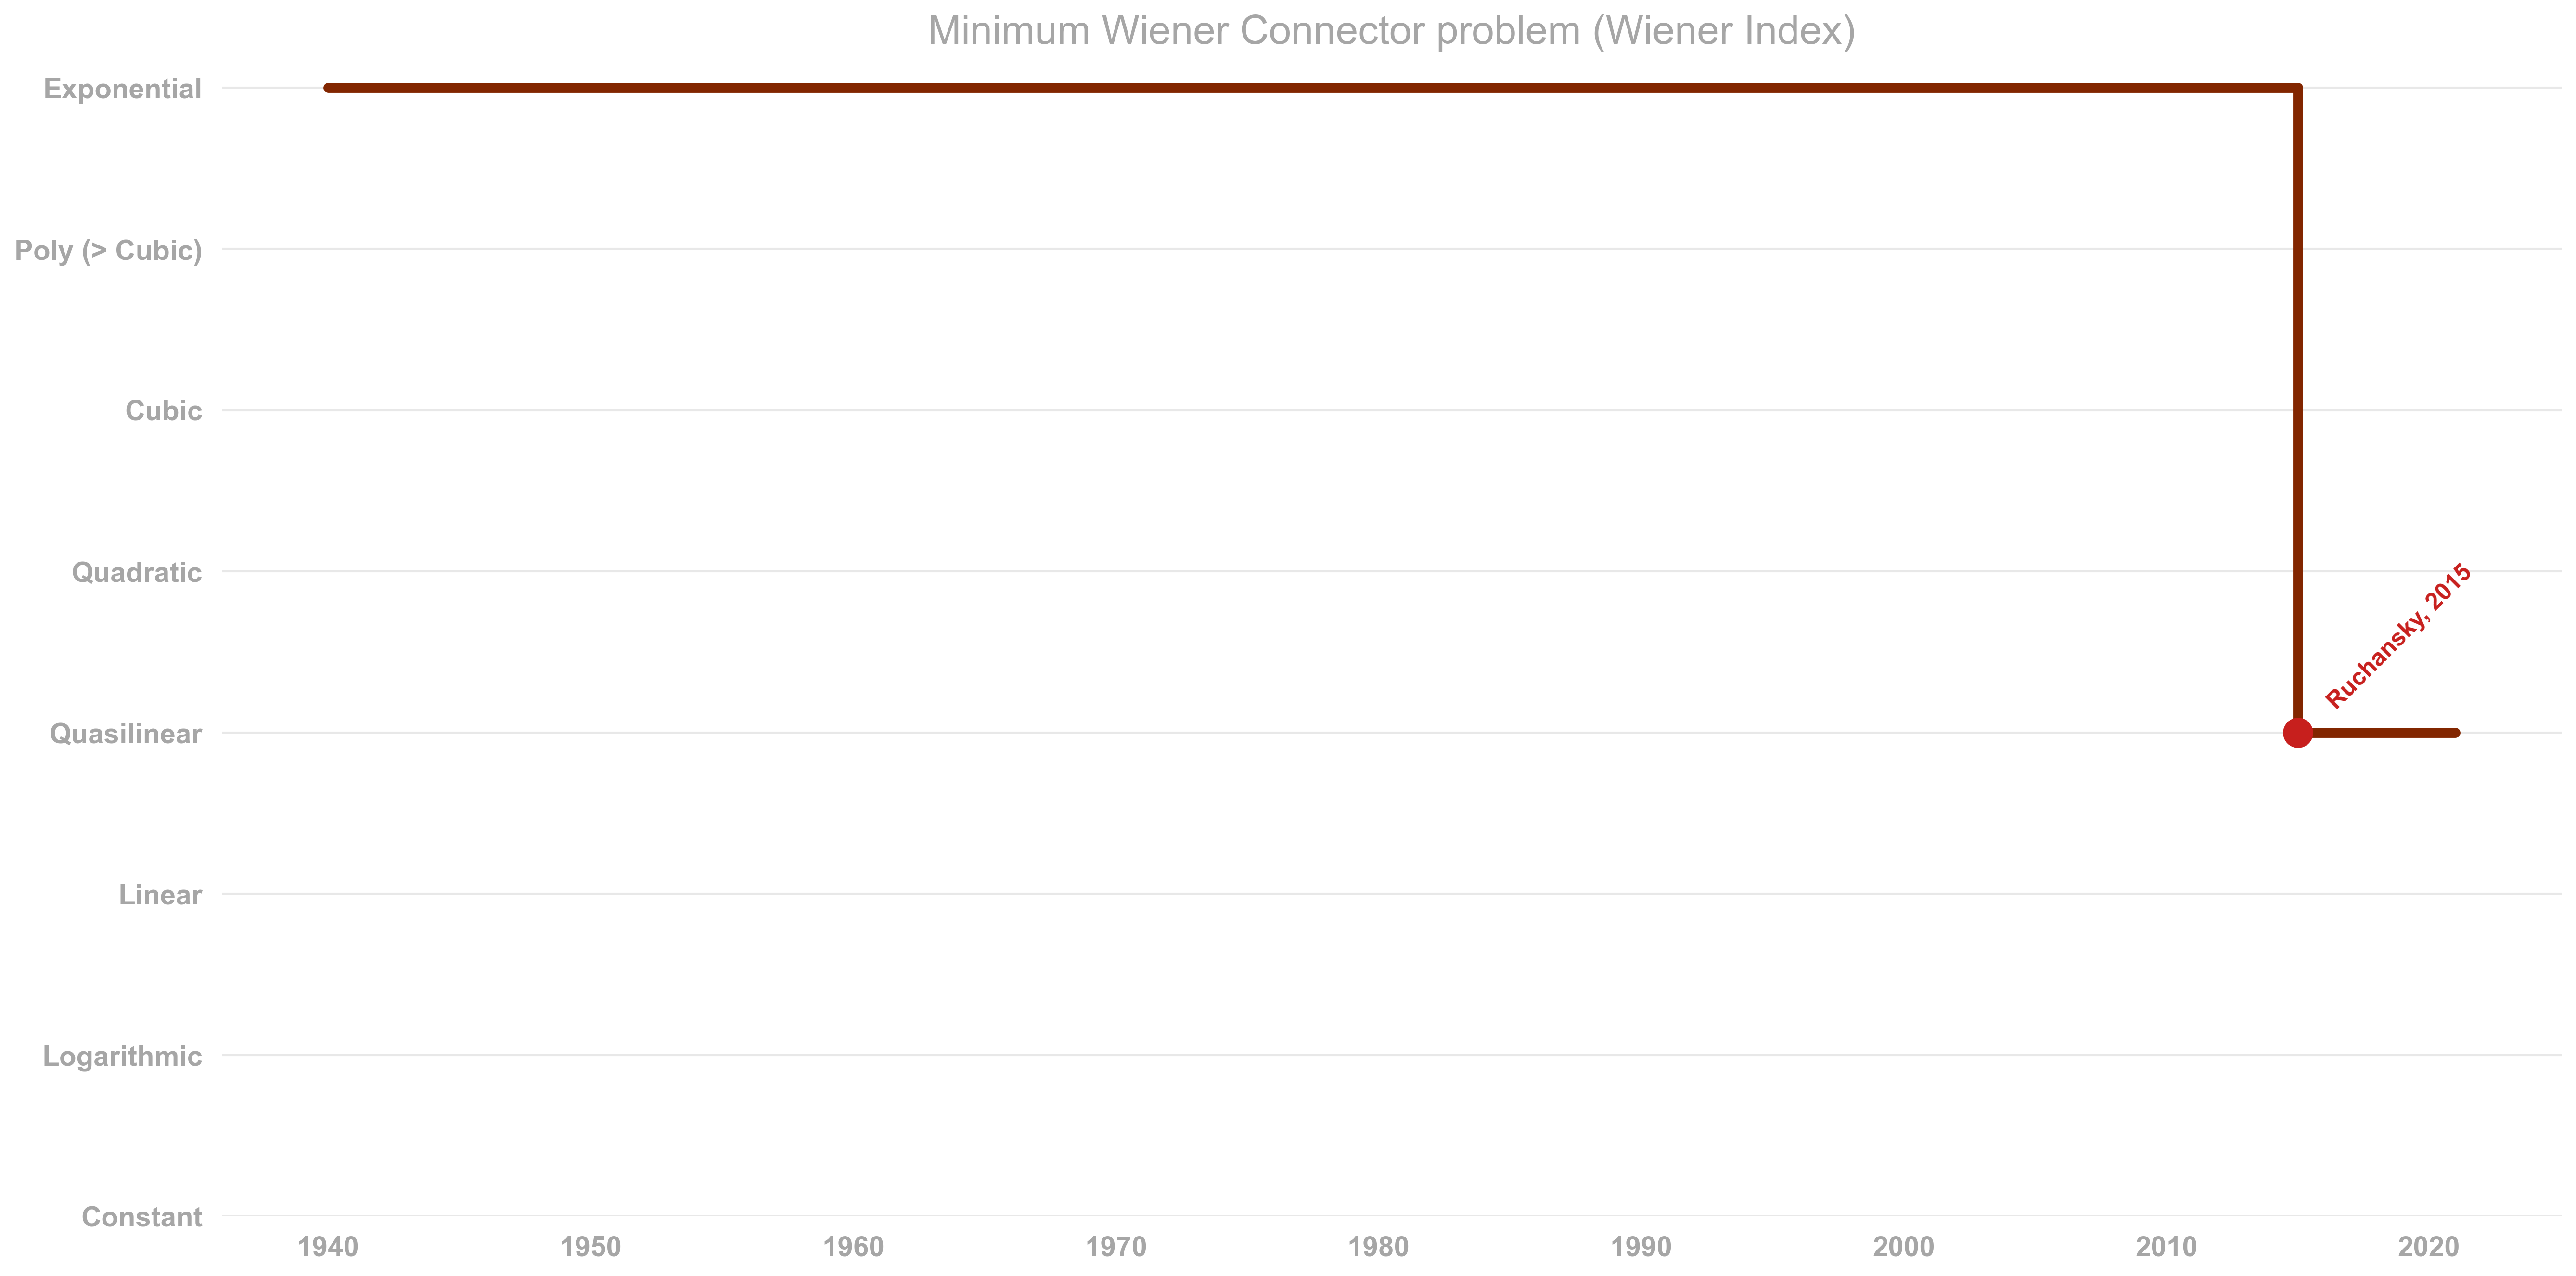 Minimum Wiener Connector problem (Wiener Index)
Exponential
Poly (> Cubic)
Cubic
Quadratic
Quasilinear
Linear
Logarithmic
Constant
Ruchansky, 2015
1940 1950 1960 1970 1980 1990 2000 2010 2020